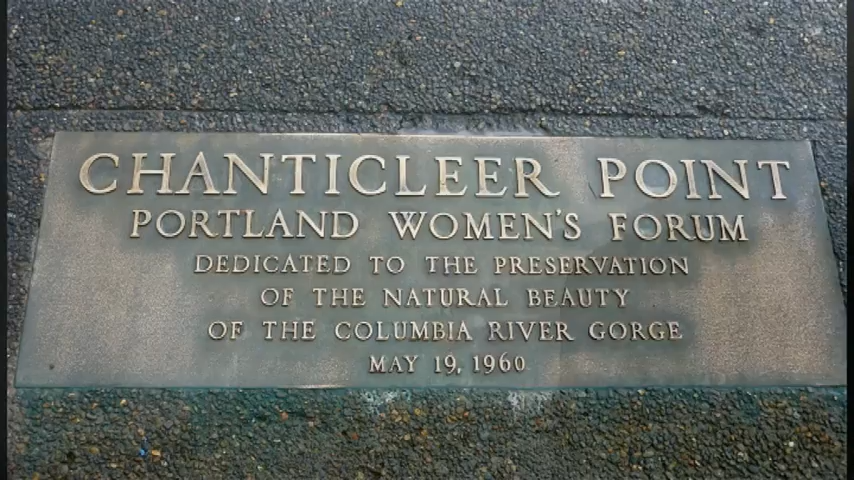 CHANTICLEER POINT
PORTLAND WOMEN'S FORUM
DEDICATED TO THE PRESERVATION
OF THE NATURAL BEAUTY
OF THE COLUMBIA RIVER GORGE
MAY 19, 1960